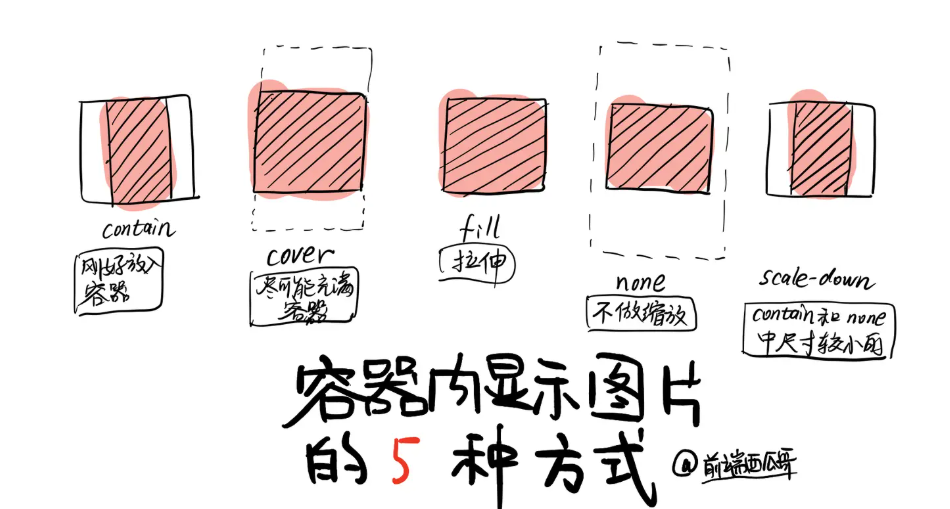 contain
刚好放入
容器
cover
尽可能充满
容器
fill
拉伸
none
不做缩放
scale-down
contain和none
中尺寸较小的
容器内显示图片
的5种方式
@前端西瓜哥